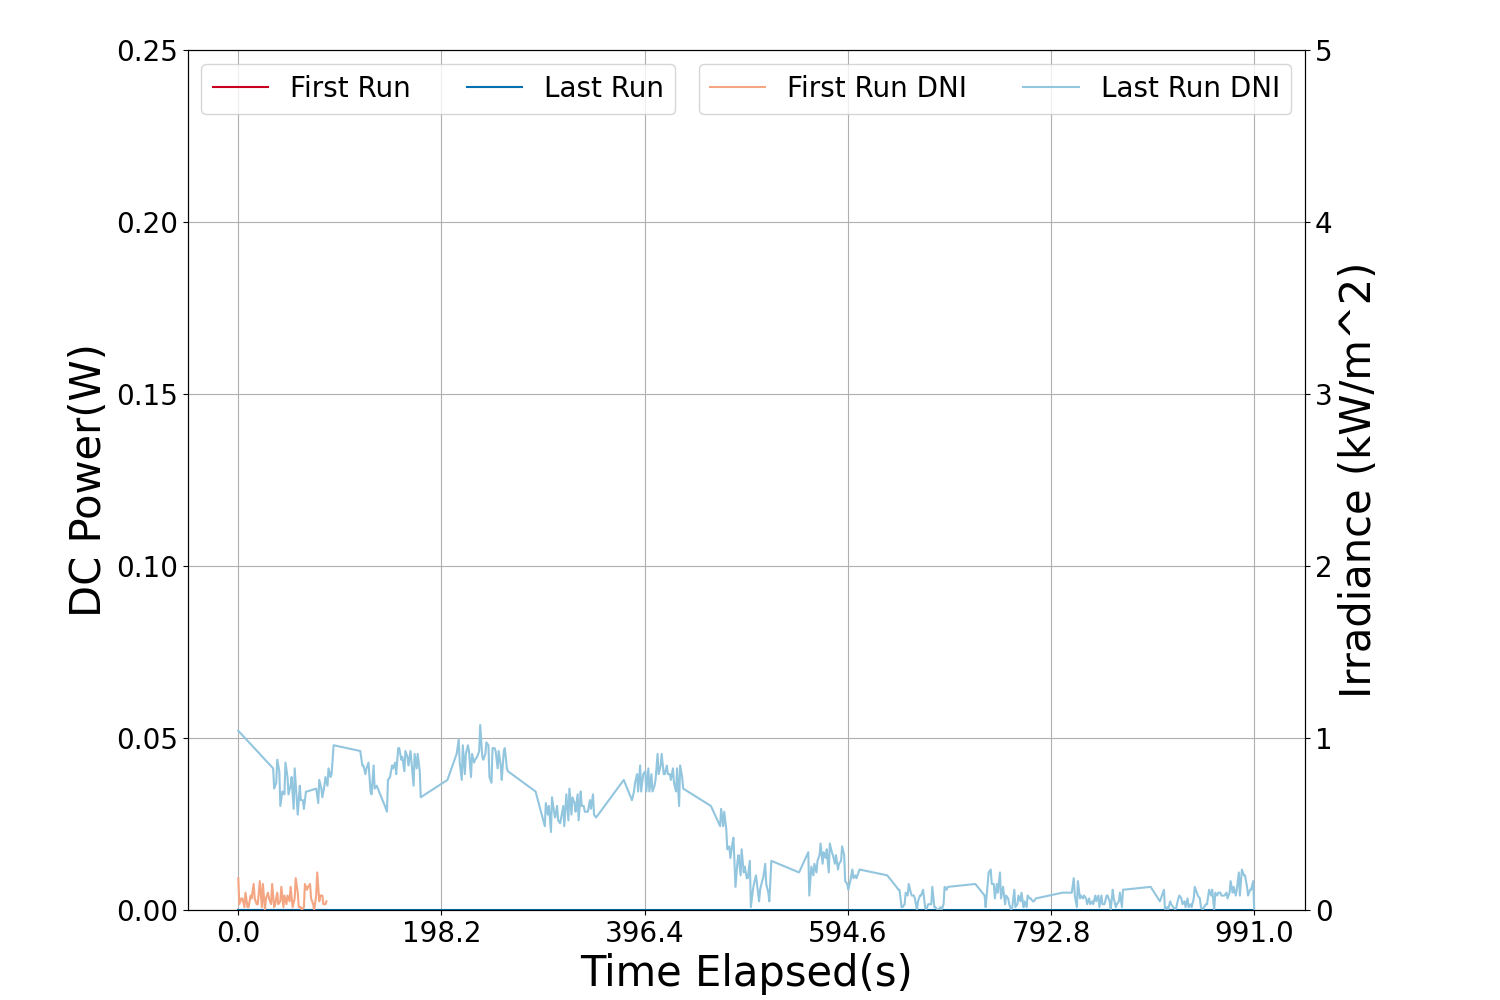 First Run
Last Run
First Run DNI
Last Run DNI
DC Power(W)
0.25
0.20
0.15
0.10
0.05
0.00
5
4
3
2
1
0
Irradiance (kW/m^2)
0.0 198.2 396.4 594.6 792.8 991.0
Time Elapsed(s)